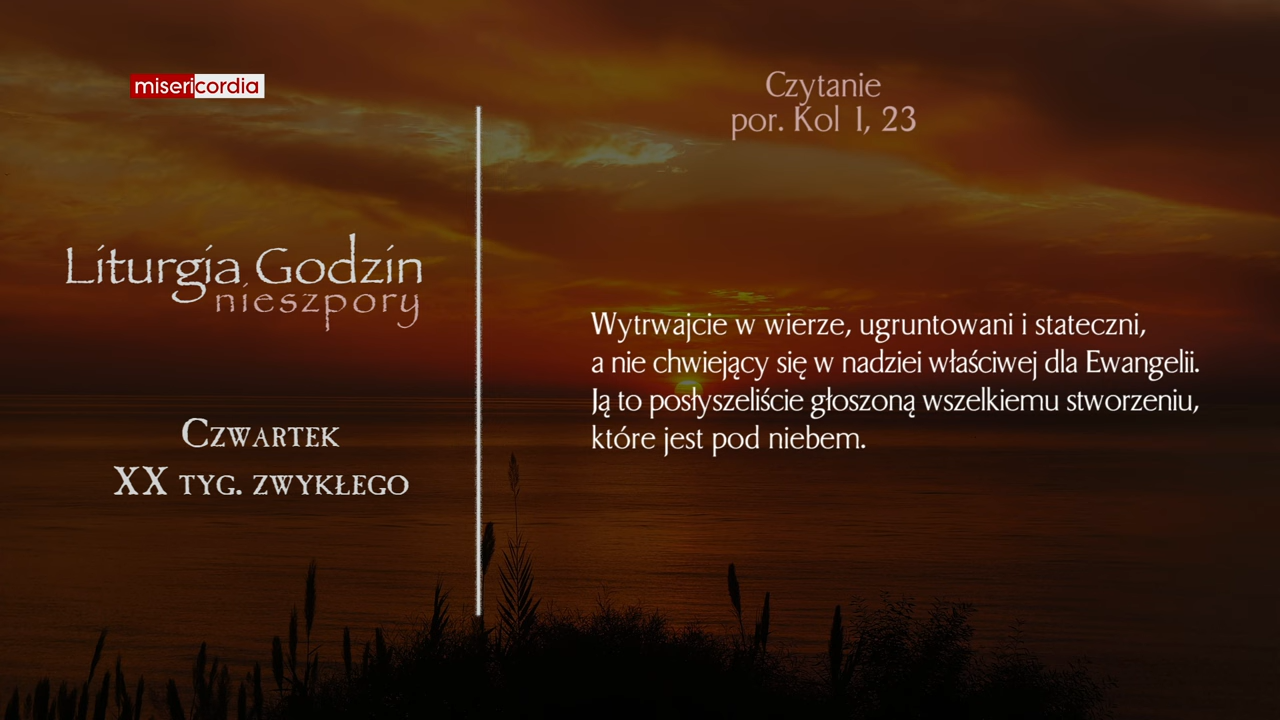 misericordia
Liturgia Godzin
nieszpory
Czwartek
XX tyg. zwykłego
Czytanie
por. Kol 1, 23
Wytrwajcie w wierze, ugruntowani i stateczni,
a nie chwiejący się w nadziei właściwej dla Ewangelii.
Ją to posłyszeliście głoszoną wszelkiemu stworzeniu,
które jest pod niebem.